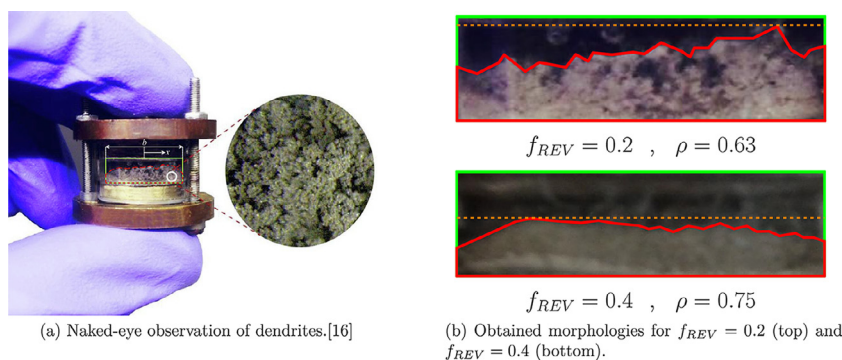 b
r
f_REV = 0.2 , ρ = 0.63
f_REV = 0.4 , ρ = 0.75
(a) Naked-eye observation of dendrites.[16]
(b) Obtained morphologies for f_REV = 0.2 (top) and
f_REV = 0.4 (bottom).